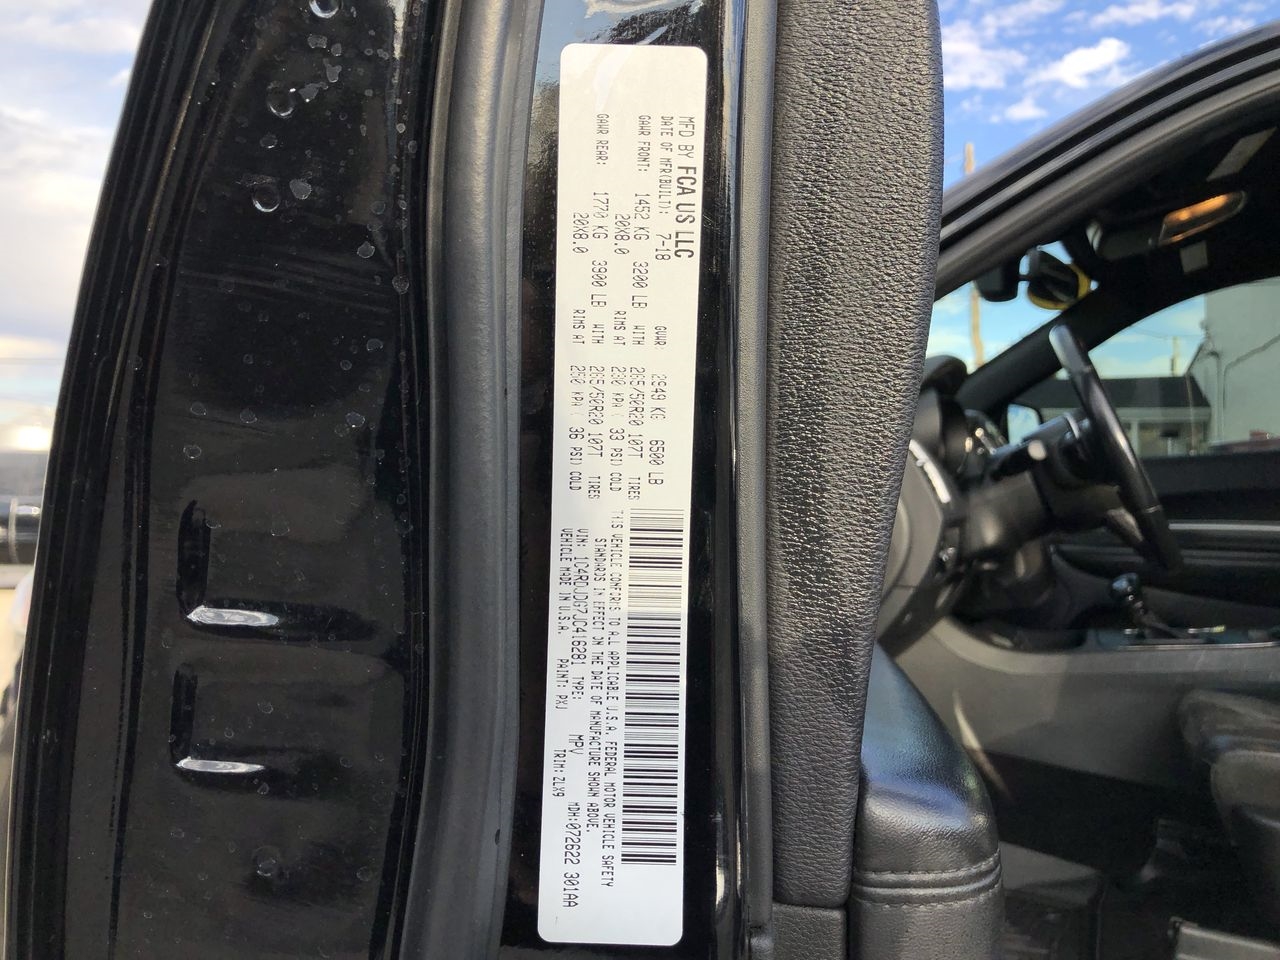 MFD BY FCA US LLC
DATE OF MFR(BUILT): 7-18 GVWR 2949 KG 6500 LB
GAWR FRONT: 1452 KG 3200 LB WITH 265/50R20 107T TIRES
20X8.0 RIMS AT 230 KPA( 33 PSI) COLD
GAWR REAR: 1770 KG 3900 LB WITH 265/50R20 107T TIRES
20X8.0 RIMS AT 250 KPA( 36 PSI) COLD
THIS VEHICLE CONFORMS TO ALL APPLICABLE U.S.A. FEDERAL MOTOR VEHICLE SAFETY
STANDARDS IN EFFECT ON THE DATE OF MANUFACTURE SHOWN ABOVE.
VIN: 1C4RDJDG7JC416281 TYPE: MPV MDH:072622 301AA
VEHICLE MADE IN U.S.A. PAINT: PXJ TRIM:ZLX9